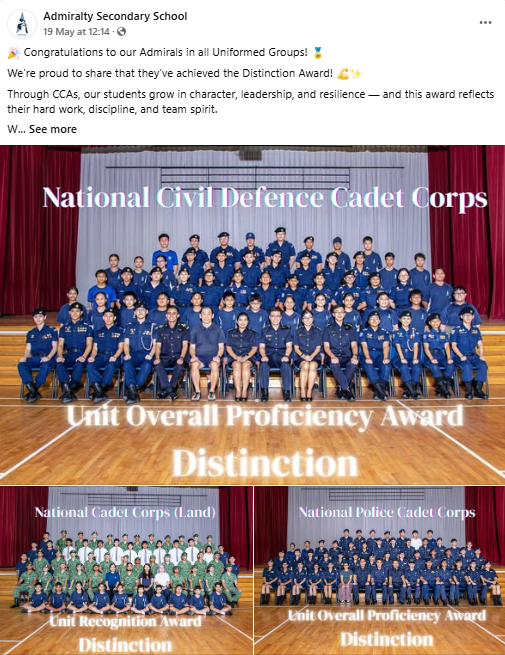 Admiralty Secondary School
19 May at 12:14 ·
🎉 Congratulations to our Admirals in all Uniformed Groups! 🏅
We're proud to share that they've achieved the Distinction Award! 💪✨
Through CCAs, our students grow in character, leadership, and resilience — and this award reflects
their hard work, discipline, and team spirit.
W... See more
National Civil Defence Cadet Corps
Unit Overall Proficiency Award
Distinction
National Cadet Corps (Land)
Unit Recognition Award
Distinction
National Police Cadet Corps
Unit Overall Proficiency Award
Distinction